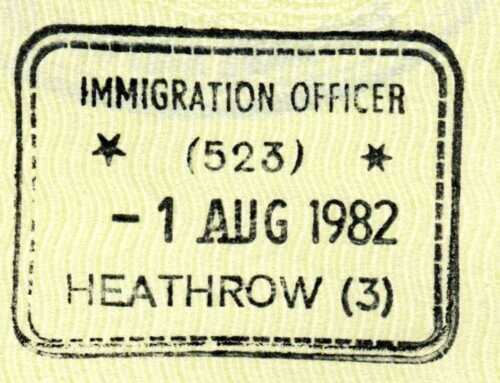 IMMIGRATION OFFICER
(523)
- 1 AUG 1982
HEATHROW (3)